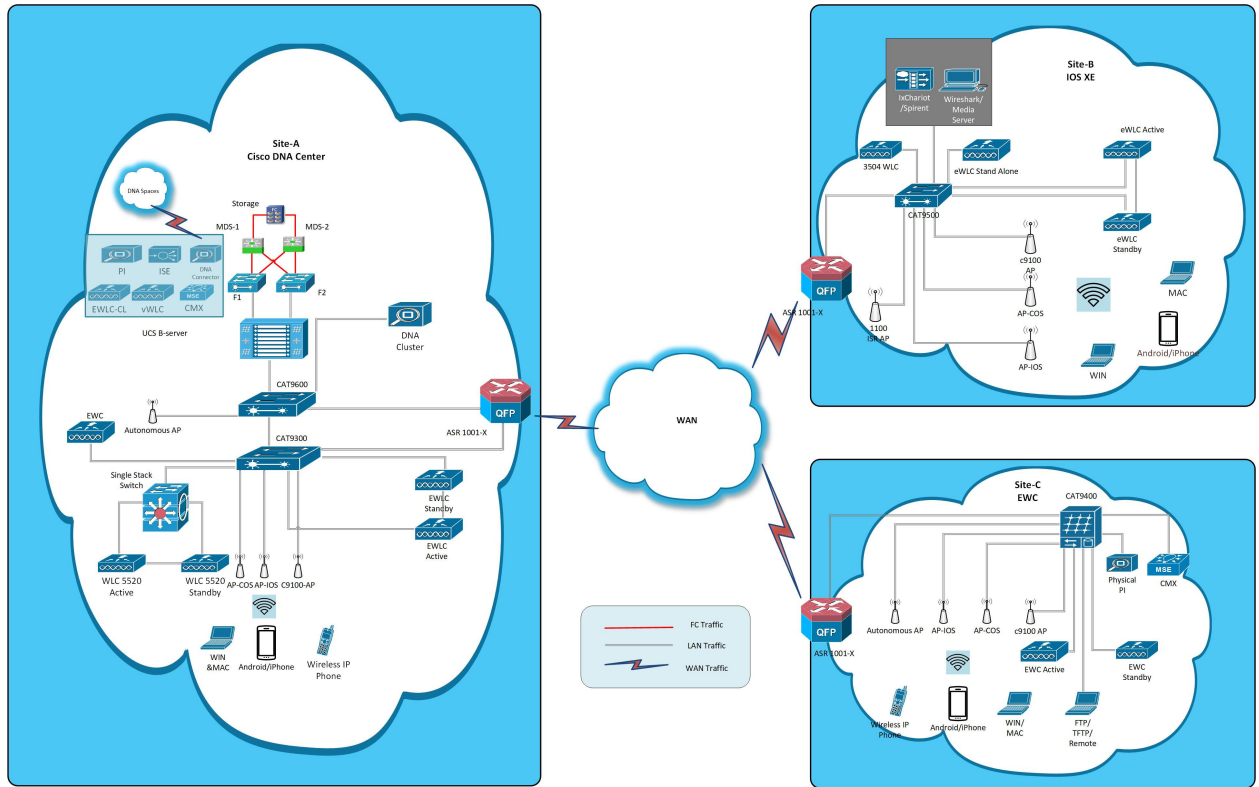 Site-A
Cisco DNA Center
DNA Spaces
Storage
FC
MDS-1
MDS-2
PI
ISE
DNA
Connector
EWLC-CL
vWLC
MSE
CMX
UCS B-server
F1
F2
DNA
Cluster
CAT9600
EWC
Autonomous AP
QFP
ASR 1001-X
CAT9300
Single Stack
Switch
EWLC
Standby
EWLC
Active
WLC 5520
Active
WLC 5520
Standby
AP-COS
AP-IOS
C9100-AP
WIN
&MAC
Android/iPhone
Wireless IP
Phone
WAN
FC Traffic
LAN Traffic
WAN Traffic
Site-B
IOS XE
IxChariot
/Spirent
Wireshark/
Media
Server
3504 WLC
eWLC Stand Alone
eWLC Active
CAT9500
eWLC
Standby
c9100
AP
QFP
ASR 1001-X
1100
ISR AP
AP-COS
AP-IOS
MAC
Android/iPhone
WIN
Site-C
EWC
CAT9400
Physical
PI
MSE
CMX
QFP
ASR 1001-X
Autonomous AP
AP-IOS
AP-COS
c9100 AP
EWC Active
EWC
Standby
Wireless IP
Phone
Android/iPhone
WIN/
MAC
FTP/
TFTP/
Remote